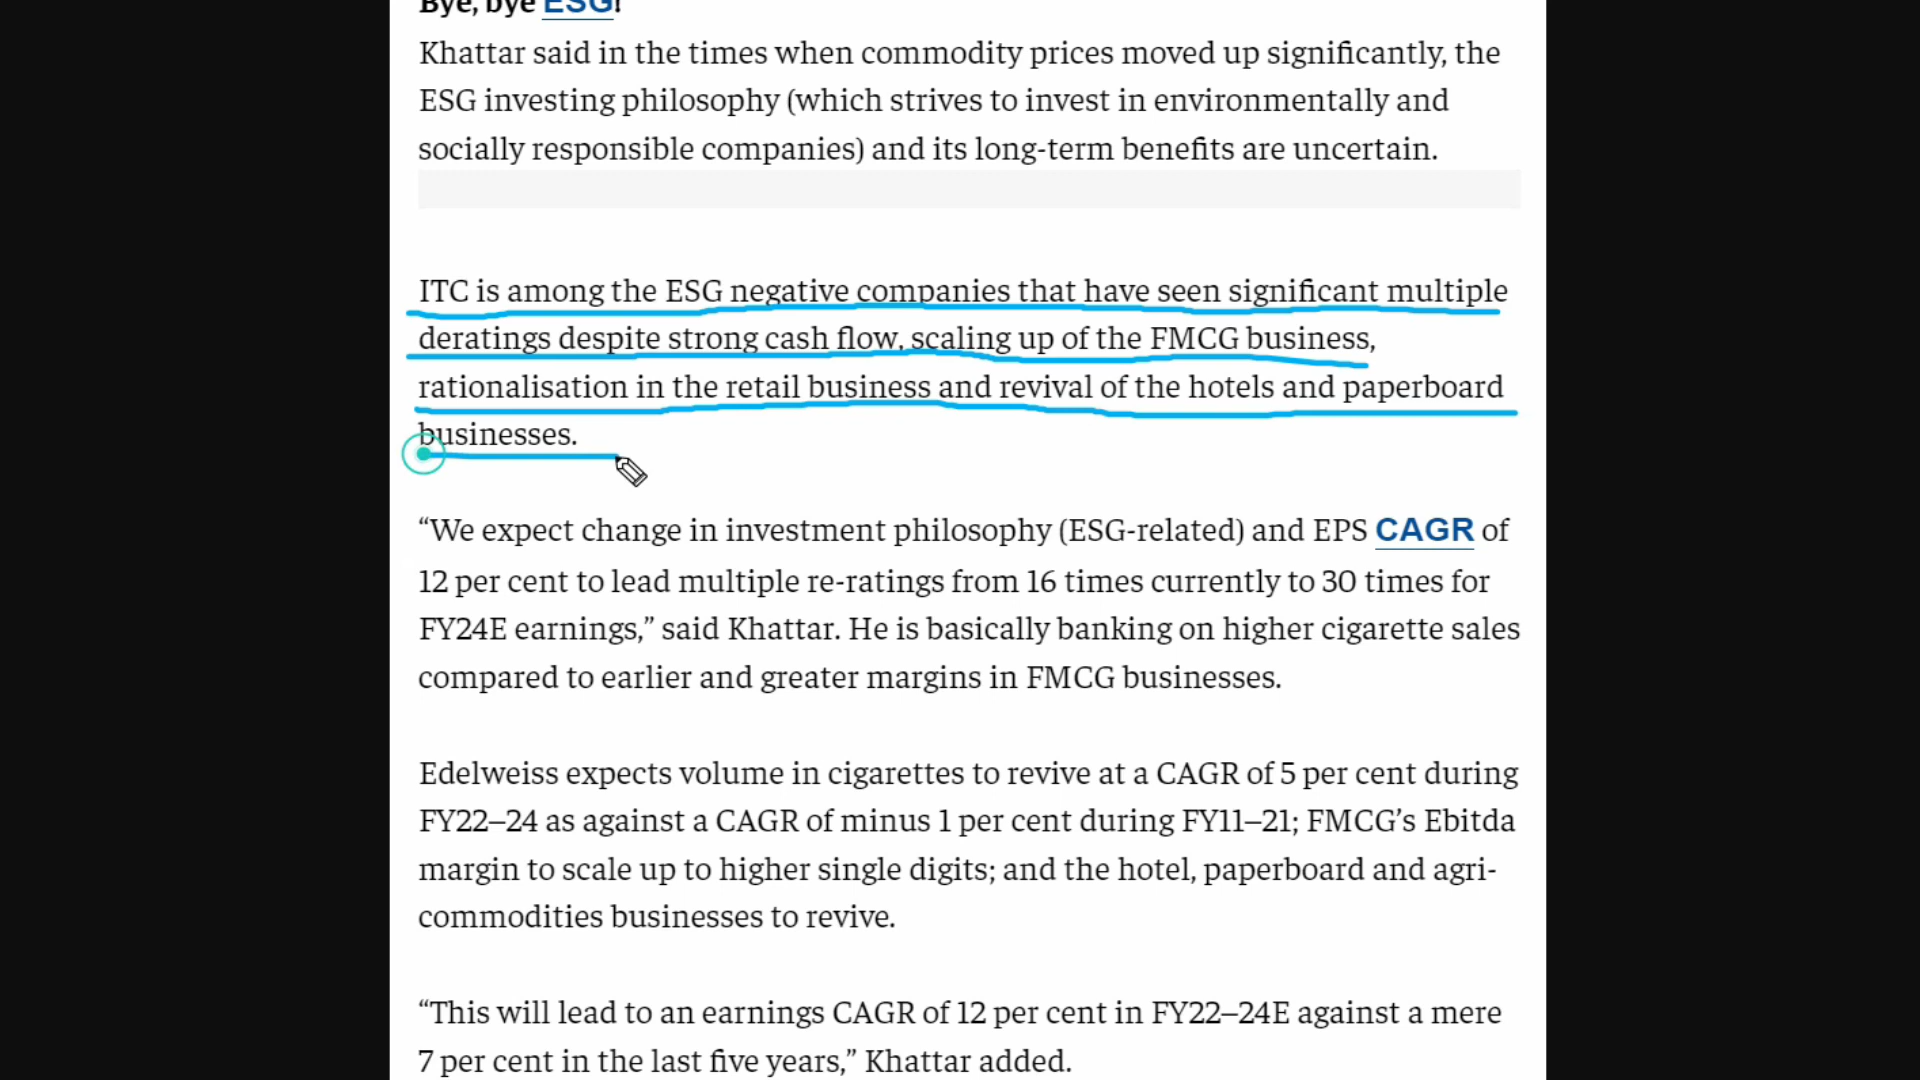 Bye, bye ESG!
Khattar said in the times when commodity prices moved up significantly, the
ESG investing philosophy (which strives to invest in environmentally and
socially responsible companies) and its long-term benefits are uncertain.
ITC is among the ESG negative companies that have seen significant multiple
deratings despite strong cash flow, scaling up of the FMCG business,
rationalisation in the retail business and revival of the hotels and paperboard
businesses.
“We expect change in investment philosophy (ESG-related) and EPS CAGR of
12 per cent to lead multiple re-ratings from 16 times currently to 30 times for
FY24E earnings,” said Khattar. He is basically banking on higher cigarette sales
compared to earlier and greater margins in FMCG businesses.
Edelweiss expects volume in cigarettes to revive at a CAGR of 5 per cent during
FY22–24 as against a CAGR of minus 1 per cent during FY11–21; FMCG’s Ebitda
margin to scale up to higher single digits; and the hotel, paperboard and agri-
commodities businesses to revive.
“This will lead to an earnings CAGR of 12 per cent in FY22–24E against a mere
7 per cent in the last five years,” Khattar added.